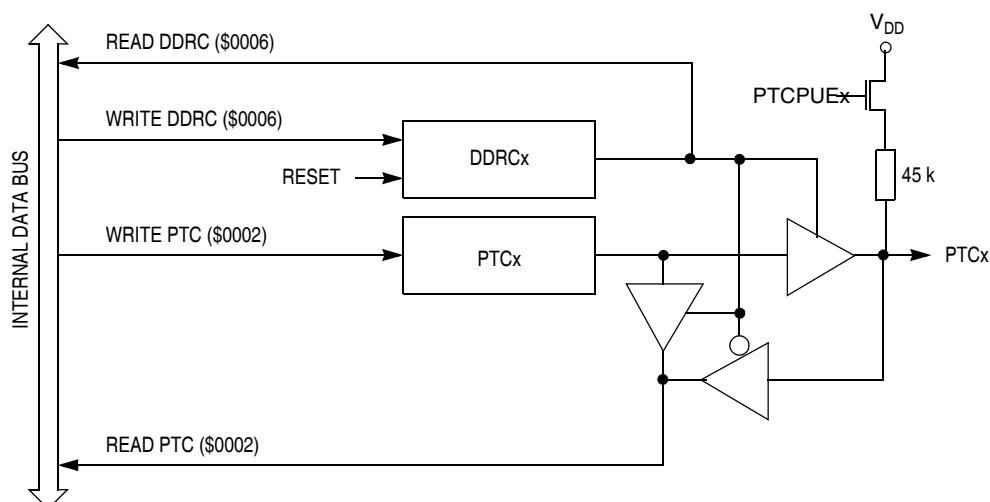 V_DD
READ DDRC ($0006)
PTCPUEx
WRITE DDRC ($0006)
DDRCx
45 k
RESET
WRITE PTC ($0002)
PTCx
PTCx
READ PTC ($0002)
INTERNAL DATA BUS